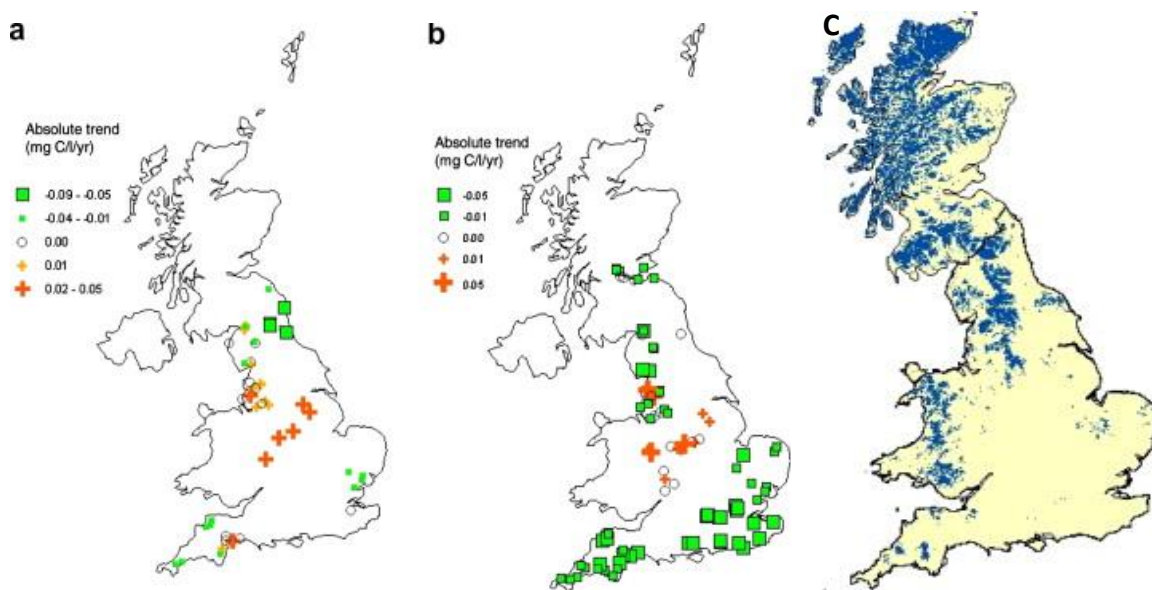 a
Absolute trend
(mg C/l/yr)
-0.09 - -0.05
-0.04 - -0.01
0.00
0.01
0.02 - 0.05
b
Absolute trend
(mg C/l/yr)
-0.05
-0.01
0.00
0.01
0.05
C